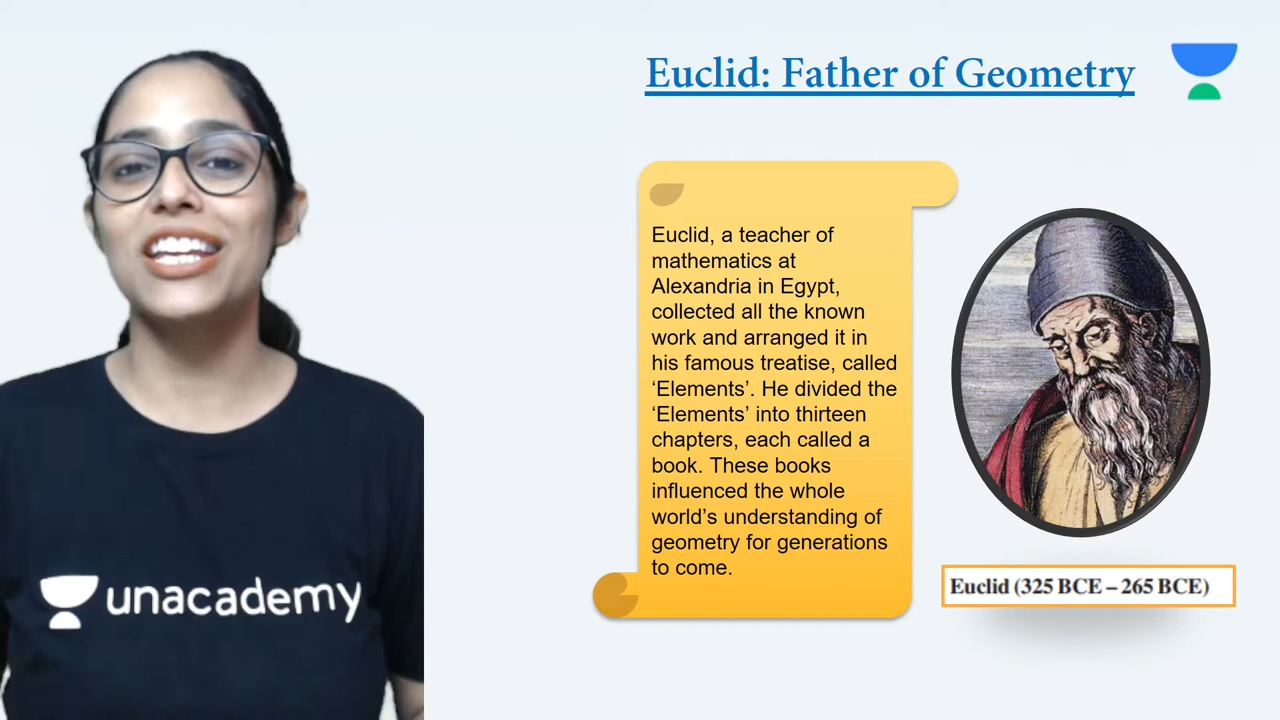 Euclid: Father of Geometry
Euclid, a teacher of
mathematics at
Alexandria in Egypt,
collected all the known
work and arranged it in
his famous treatise, called
‘Elements’. He divided the
‘Elements’ into thirteen
chapters, each called a
book. These books
influenced the whole
world’s understanding of
geometry for generations
to come.
Euclid (325 BCE – 265 BCE)
unacademy